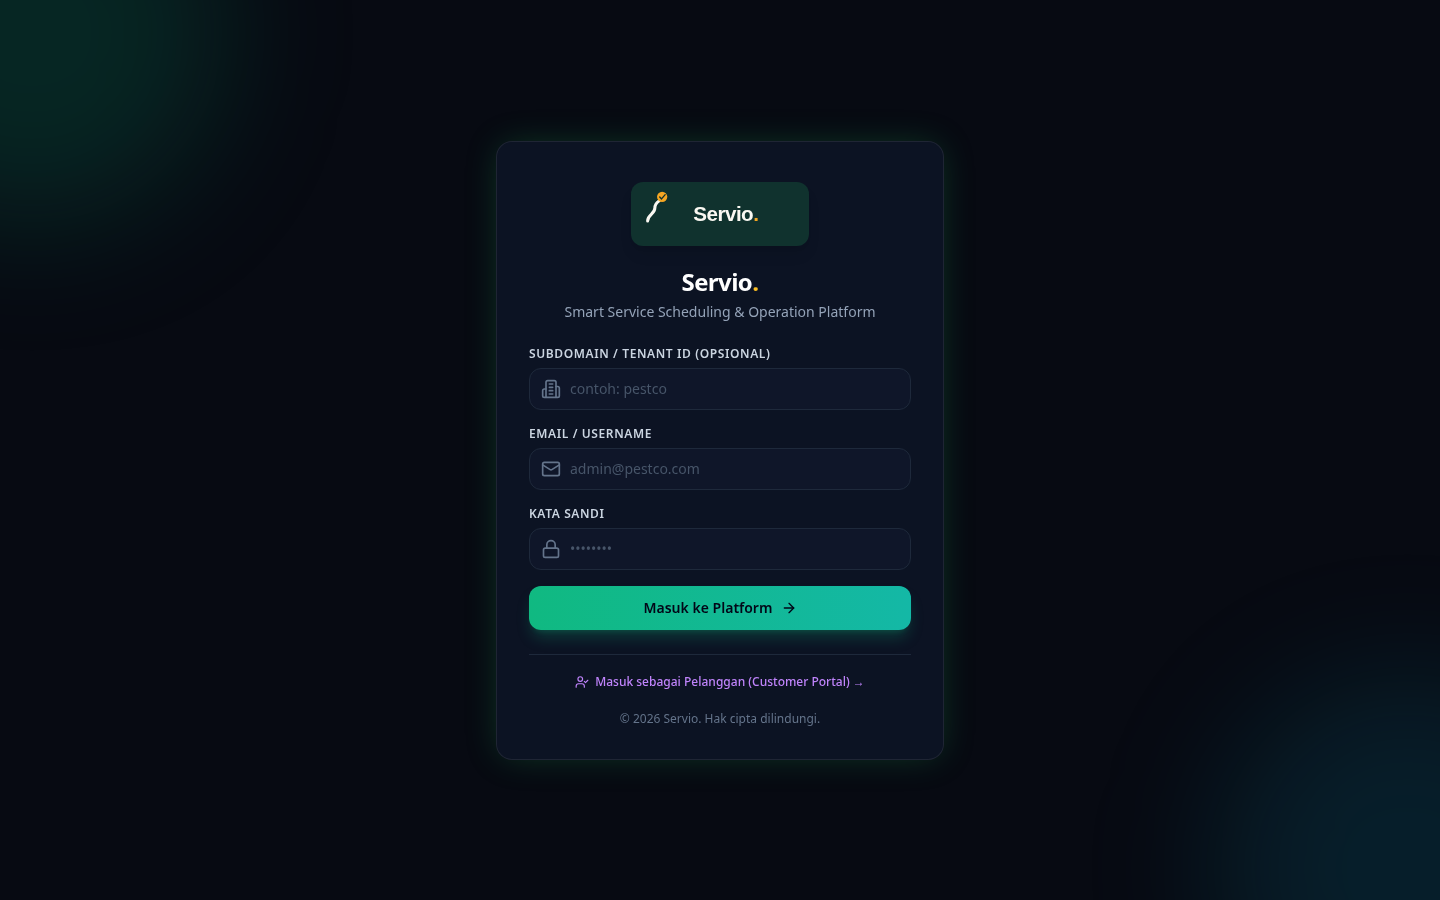 Servio.
Servio.
Smart Service Scheduling & Operation Platform
SUBDOMAIN / TENANT ID (OPSIONAL)
contoh: pestco
EMAIL / USERNAME
admin@pestco.com
KATA SANDI
••••••••
Masuk ke Platform →
Masuk sebagai Pelanggan (Customer Portal) →
© 2026 Servio. Hak cipta dilindungi.